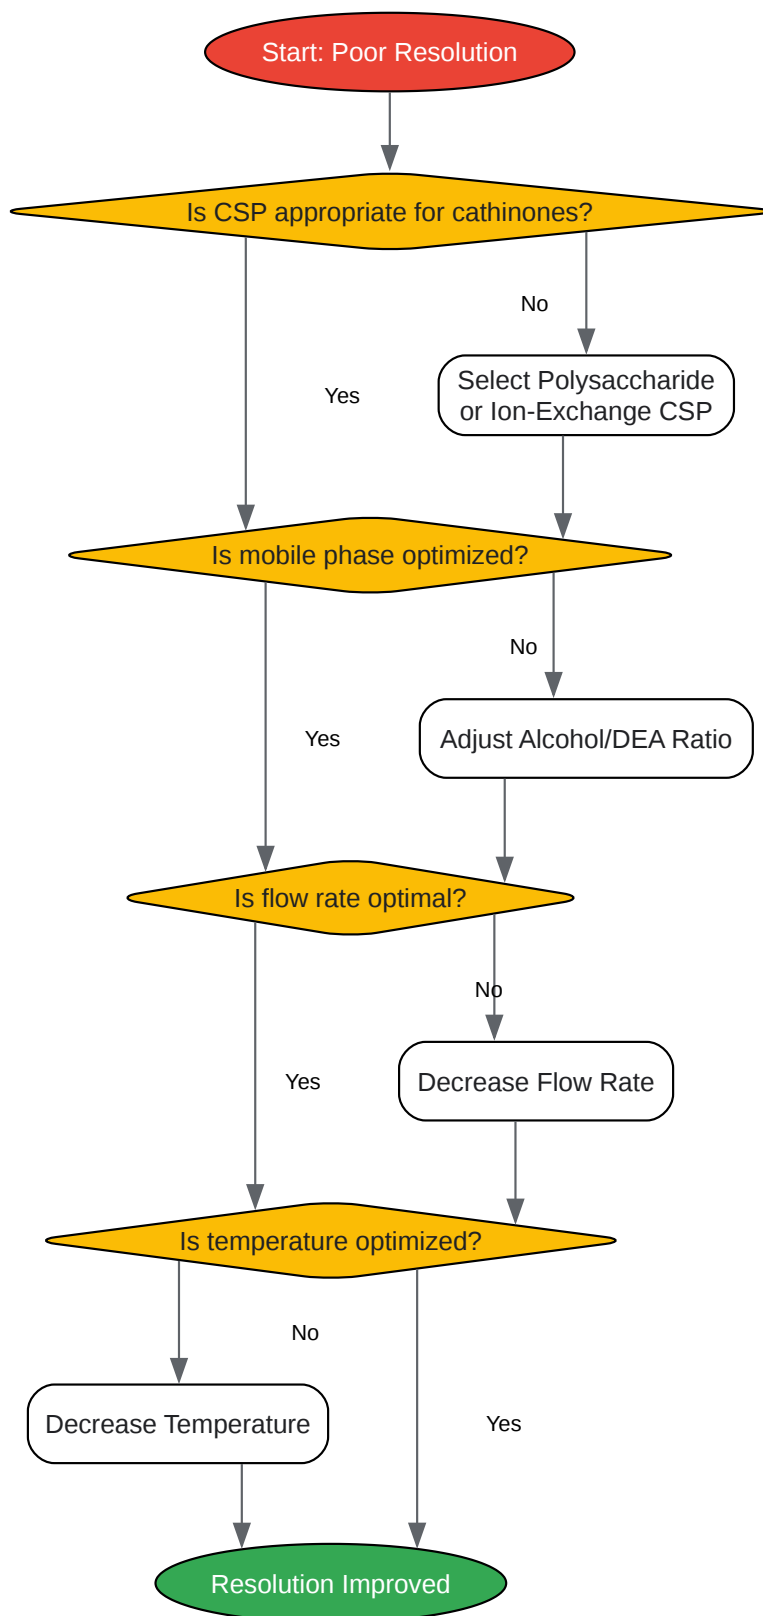 Start: Poor Resolution
Is CSP appropriate for cathinones?
No
Select Polysaccharide
or Ion-Exchange CSP
Yes
Is mobile phase optimized?
No
Yes
Adjust Alcohol/DEA Ratio
Is flow rate optimal?
No
Yes
Decrease Flow Rate
Is temperature optimized?
No
Decrease Temperature
Yes
Resolution Improved